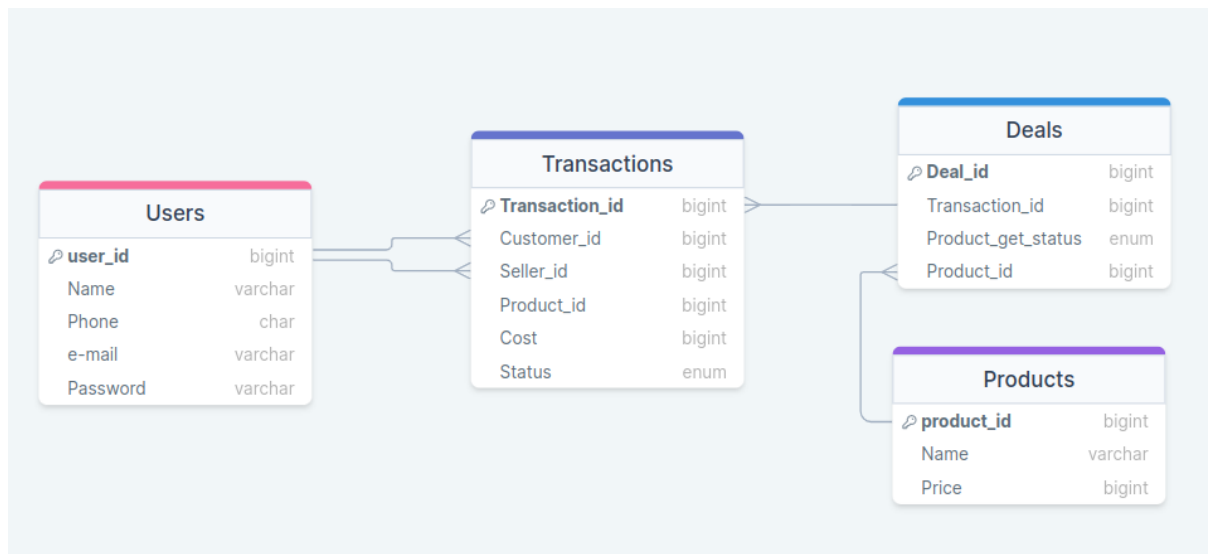 Users
user_id bigint
Name varchar
Phone char
e-mail varchar
Password varchar
Transactions
Transaction_id bigint
Customer_id bigint
Seller_id bigint
Product_id bigint
Cost bigint
Status enum
Deals
Deal_id bigint
Transaction_id bigint
Product_get_status enum
Product_id bigint
Products
product_id bigint
Name varchar
Price bigint